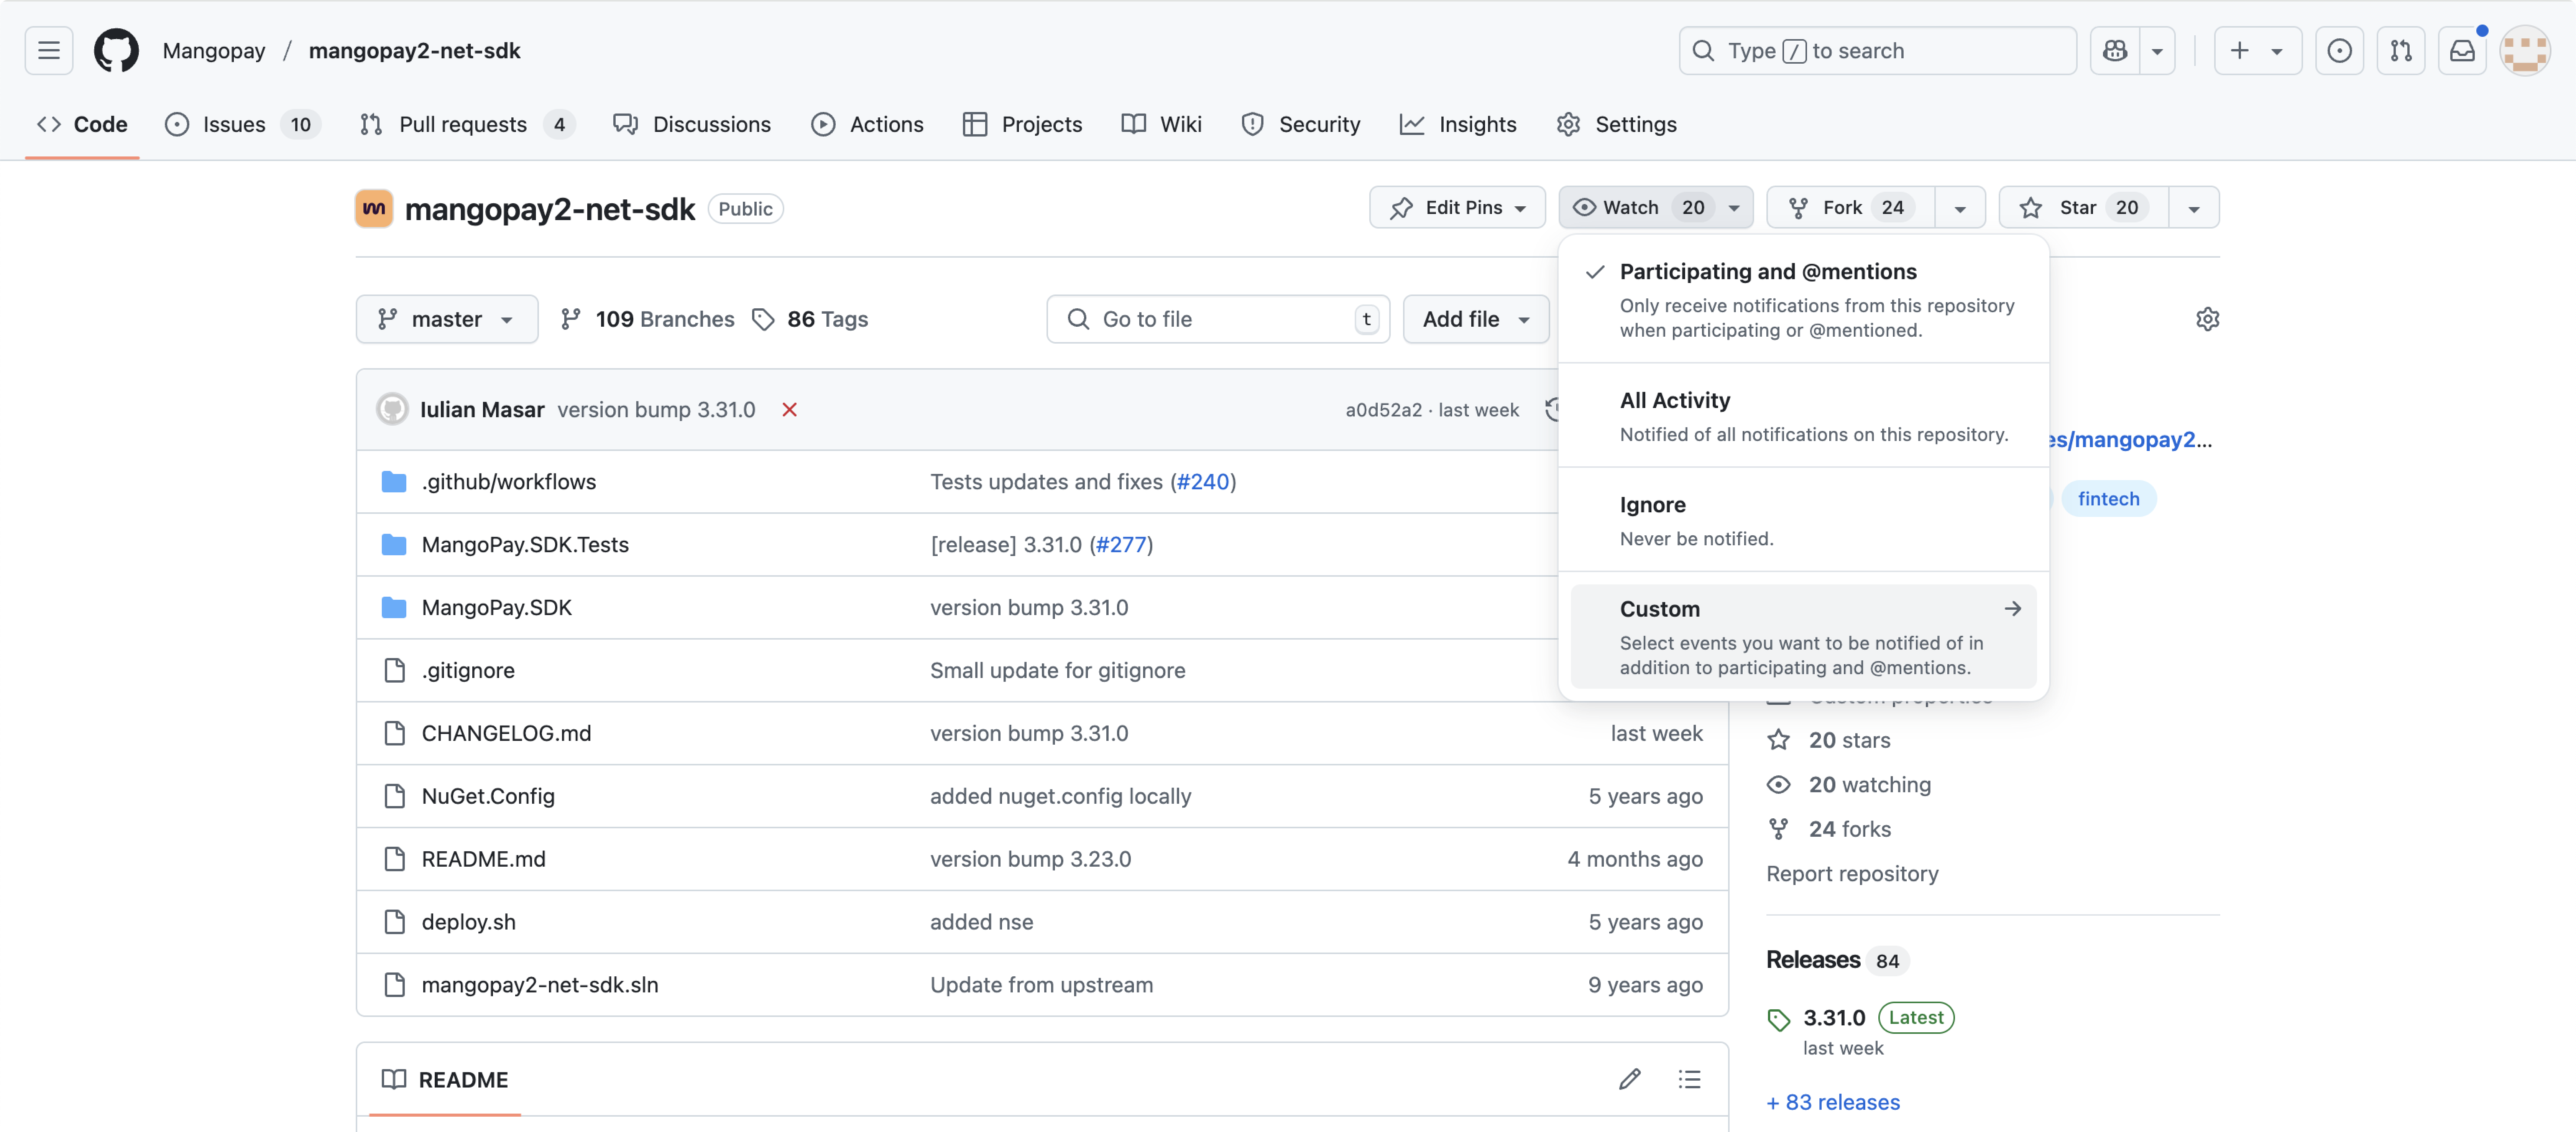 Mangopay / mangopay2-net-sdk
Type / to search
Code
Issues 10
Pull requests 4
Discussions
Actions
Projects
Wiki
Security
Insights
Settings
mangopay2-net-sdk Public
Edit Pins
Watch 20
Fork 24
Star 20
Participating and @mentions
Only receive notifications from this repository
when participating or @mentioned.
All Activity
Notified of all notifications on this repository.
Ignore
Never be notified.
Custom
Select events you want to be notified of in
addition to participating and @mentions.
master
109 Branches
86 Tags
Go to file t
Add file
Iulian Masar version bump 3.31.0
a0d52a2 · last week
.github/workflows Tests updates and fixes (#240)
MangoPay.SDK.Tests [release] 3.31.0 (#277)
MangoPay.SDK version bump 3.31.0
.gitignore Small update for gitignore
CHANGELOG.md version bump 3.31.0 last week
NuGet.Config added nuget.config locally 5 years ago
README.md version bump 3.23.0 4 months ago
deploy.sh added nse 5 years ago
mangopay2-net-sdk.sln Update from upstream 9 years ago
README
es/mangopay2...
fintech
Custom properties
20 stars
20 watching
24 forks
Report repository
Releases 84
3.31.0 Latest
last week
+ 83 releases